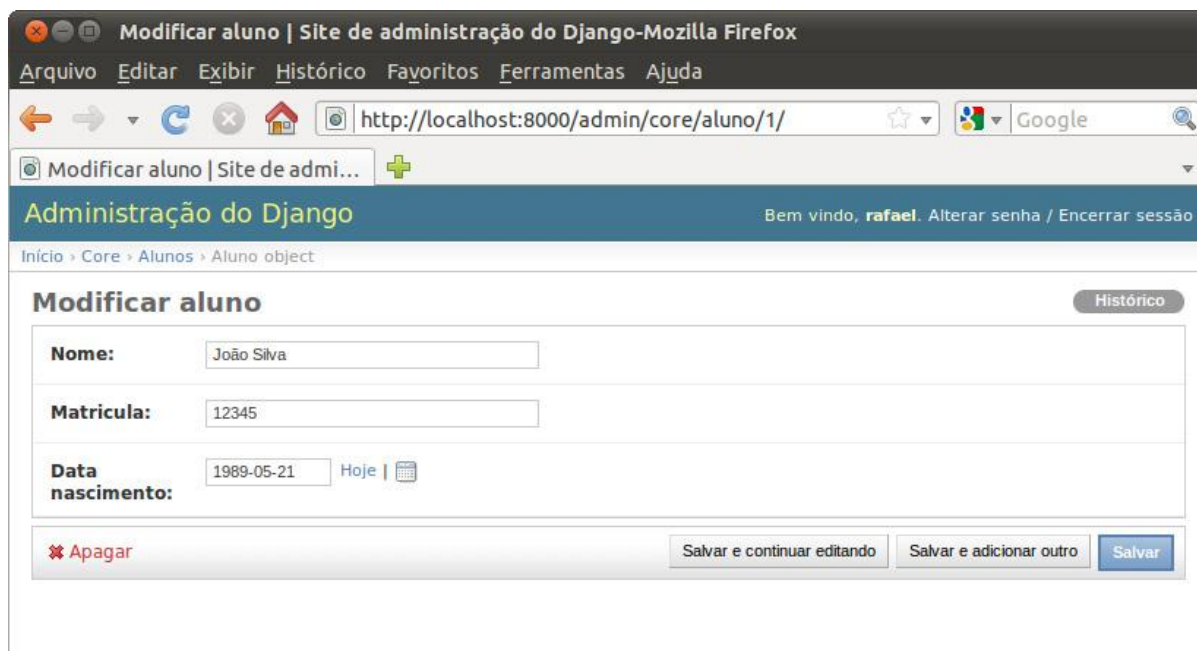 Modificar aluno | Site de administração do Django-Mozilla Firefox
Arquivo Editar Exibir Histórico Favoritos Ferramentas Ajuda
http://localhost:8000/admin/core/aluno/1/ Google
Modificar aluno | Site de admi...
Administração do Django Bem vindo, rafael. Alterar senha / Encerrar sessão
Início › Core › Alunos › Aluno object
Modificar aluno Histórico
Nome: João Silva
Matricula: 12345
Data nascimento: 1989-05-21 Hoje |
Apagar Salvar e continuar editando Salvar e adicionar outro Salvar